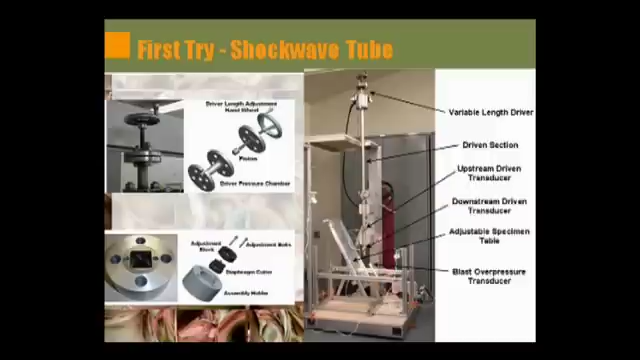 First Try - Shockwave Tube
Driver Length Adjustment
Hand Wheel
Pistons
Driver Pressure Chamber
Adjustment
Block
Adjustment Bolts
Diaphragm Cutter
Assembly Holder
Variable Length Driver
Driven Section
Upstream Driven
Transducer
Downstream Driven
Transducer
Adjustable Specimen
Table
Blast Overpressure
Transducer